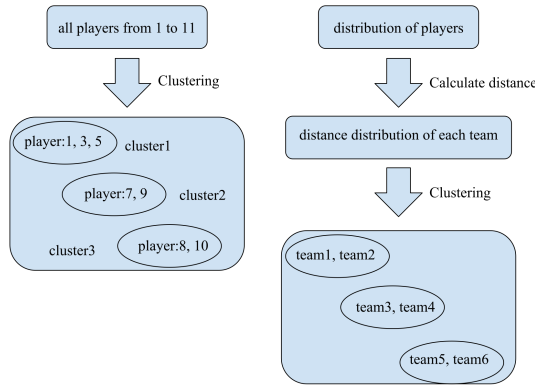 all players from 1 to 11
Clustering
player:1, 3, 5
cluster1
player:7, 9
cluster2
cluster3
player:8, 10
distribution of players
Calculate distance
distance distribution of each team
Clustering
team1, team2
team3, team4
team5, team6